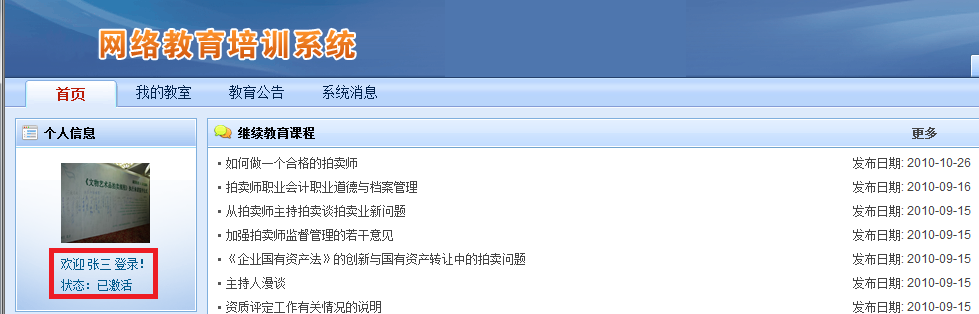 网络教育培训系统
首页 我的教室 教育公告 系统消息
个人信息
欢迎 张三 登录!
状态：已激活
继续教育课程 更多
如何做一个合格的拍卖师 发布日期: 2010-10-26
拍卖师职业会计职业道德与档案管理 发布日期: 2010-09-16
从拍卖师主持拍卖谈拍卖业新问题 发布日期: 2010-09-15
加强拍卖师监督管理的若干意见 发布日期: 2010-09-15
《企业国有资产法》的创新与国有资产转让中的拍卖问题 发布日期: 2010-09-15
主持人漫谈 发布日期: 2010-09-15
资质评定工作有关情况的说明 发布日期: 2010-09-15